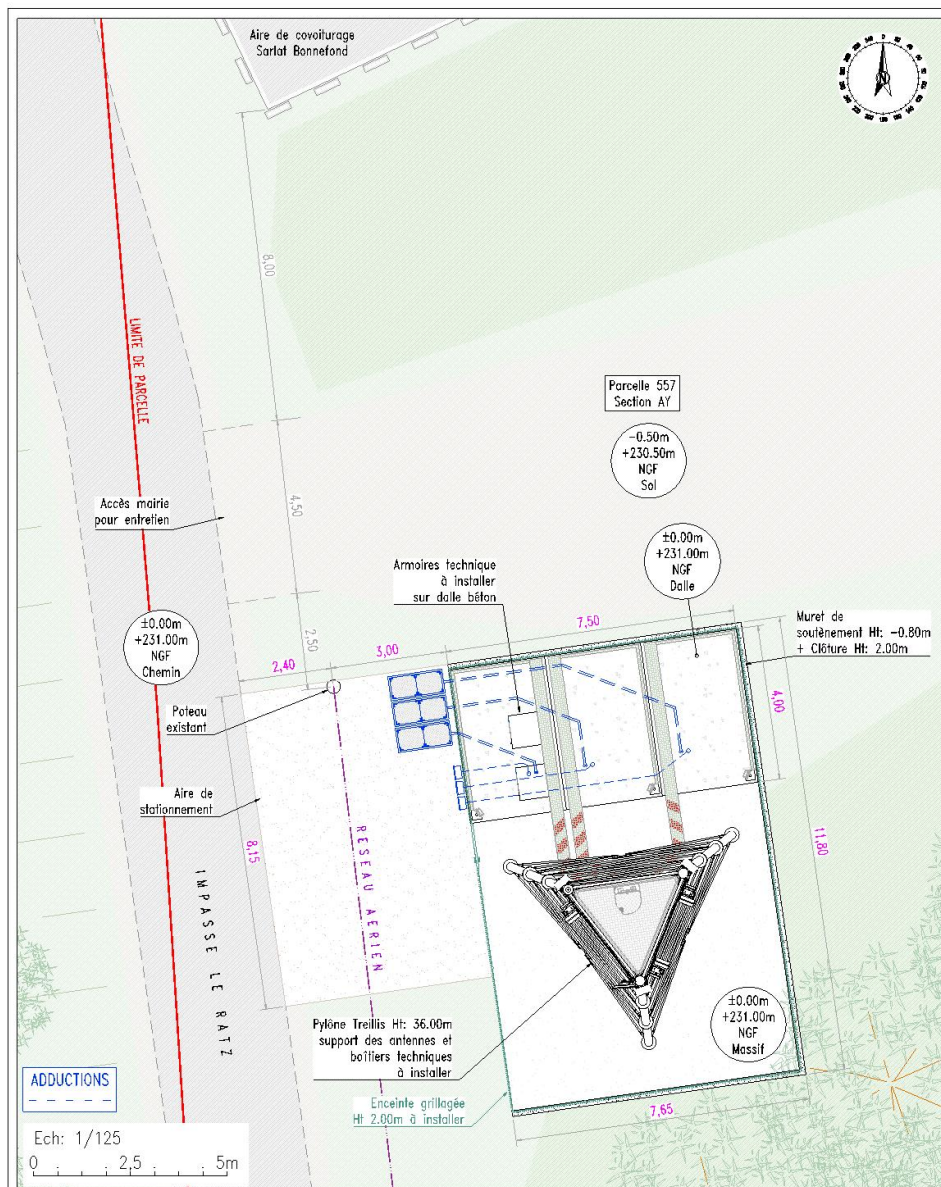 Aire de covoiturage
Sarlat Bonnefond
N
8,00
LIMITE DE PARCELLE
Parcelle 557
Section AY
-0.50m
+230.50m
NGF
Sol
Accès mairie
pour entretien
4,50
Armoires technique
à installer
sur dalle béton
±0.00m
+231.00m
NGF
Dalle
±0.00m
+231.00m
NGF
Chemin
2,50
7,50
Muret de
soutènement Ht: -0.80m
+ Clôture Ht: 2.00m
2,40
3,00
4,00
Poteau
existant
Aire de
stationnement
8,15
RESEAU AERIEN
11,80
IMPASSE LE RATZ
±0.00m
+231.00m
NGF
Massif
Pylône Treillis Ht: 36.00m
support des antennes et
boîtiers techniques
à installer
ADDUCTIONS
Enceinte grillagée
Ht 2.00m à installer
7,65
Ech: 1/125
0 2,5 5m